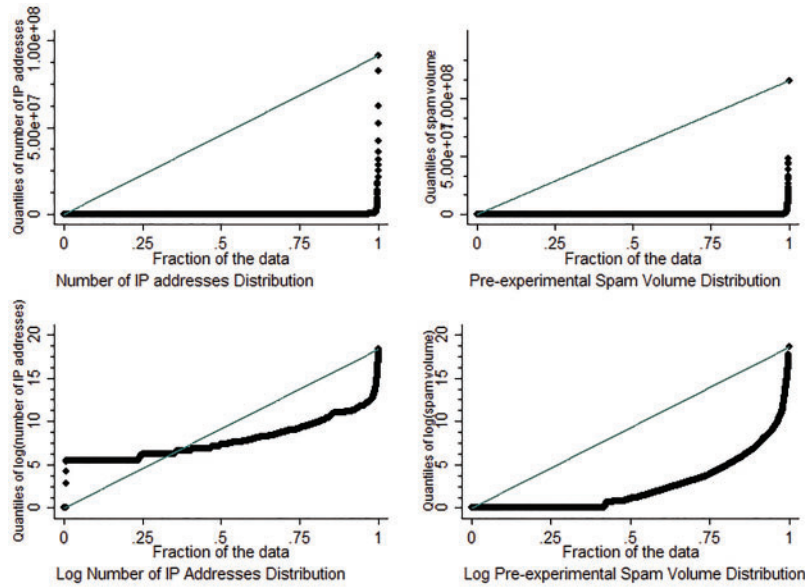 Quantiles of number of IP addresses
1.00e+08
5.00e+07
0
0 .25 .5 .75 1
Fraction of the data
Number of IP addresses Distribution
Quantiles of spam volume
1.00e+08
5.00e+07
0
0 .25 .5 .75 1
Fraction of the data
Pre-experimental Spam Volume Distribution
Quantiles of log(number of IP addresses)
20
15
10
5
0
0 .25 .5 .75 1
Fraction of the data
Log Number of IP Addresses Distribution
Quantiles of log(spam volume)
20
15
10
5
0
0 .25 .5 .75 1
Fraction of the data
Log Pre-experimental Spam Volume Distribution